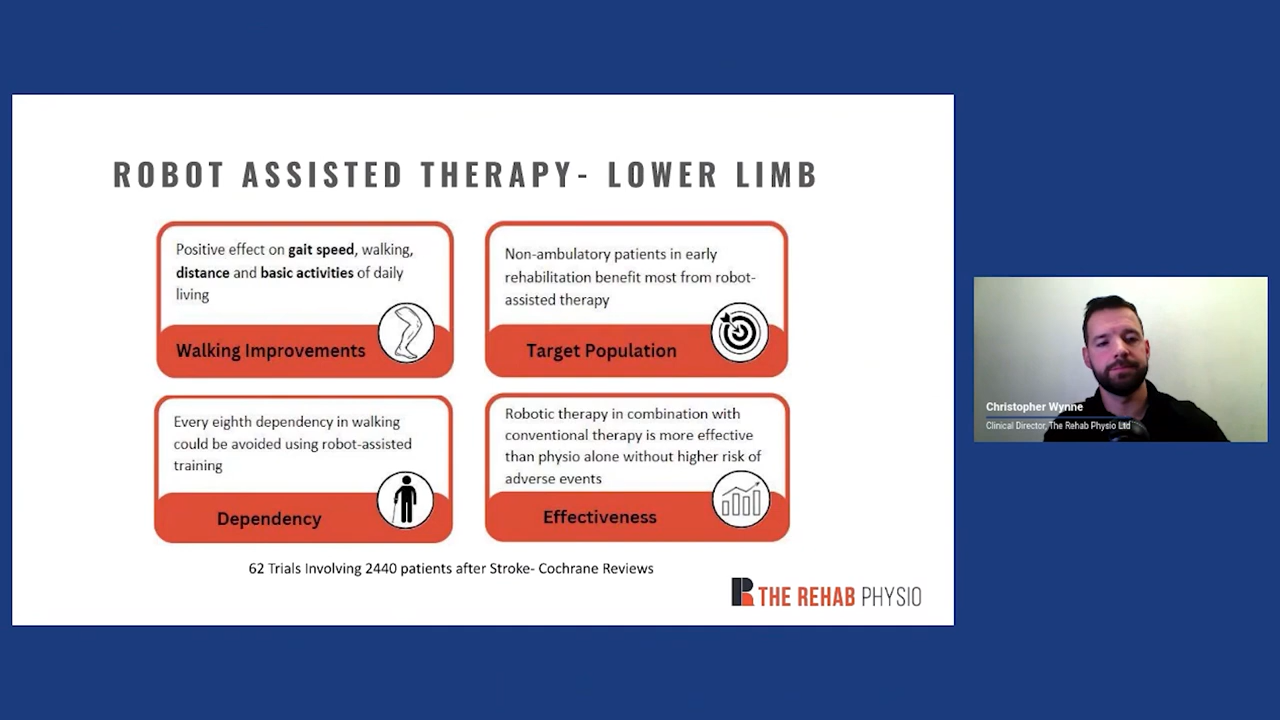 ROBOT ASSISTED THERAPY- LOWER LIMB
Positive effect on gait speed, walking,
distance and basic activities of daily
living
Walking Improvements
Non-ambulatory patients in early
rehabilitation benefit most from robot-
assisted therapy
Target Population
Every eighth dependency in walking
could be avoided using robot-assisted
training
Dependency
Robotic therapy in combination with
conventional therapy is more effective
than physio alone without higher risk of
adverse events
Effectiveness
62 Trials Involving 2440 patients after Stroke- Cochrane Reviews
THE REHAB PHYSIO
Christopher Wynne
Clinical Director, The Rehab Physio Ltd